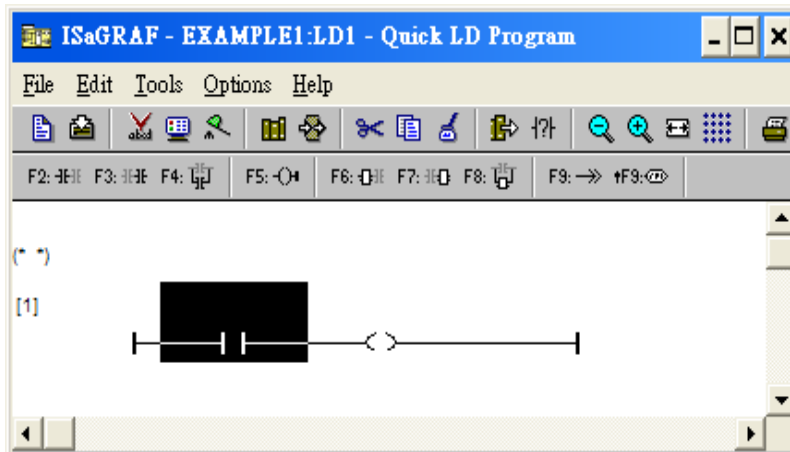 ISaGRAF - EXAMPLE1:LD1 - Quick LD Program
File Edit Tools Options Help
F2: F3: F4: F5: F6: F7: F8: F9: F9:
(* *)
[1]